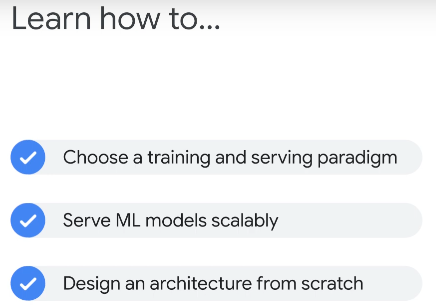 Learn how to...
Choose a training and serving paradigm
Serve ML models scalably
Design an architecture from scratch